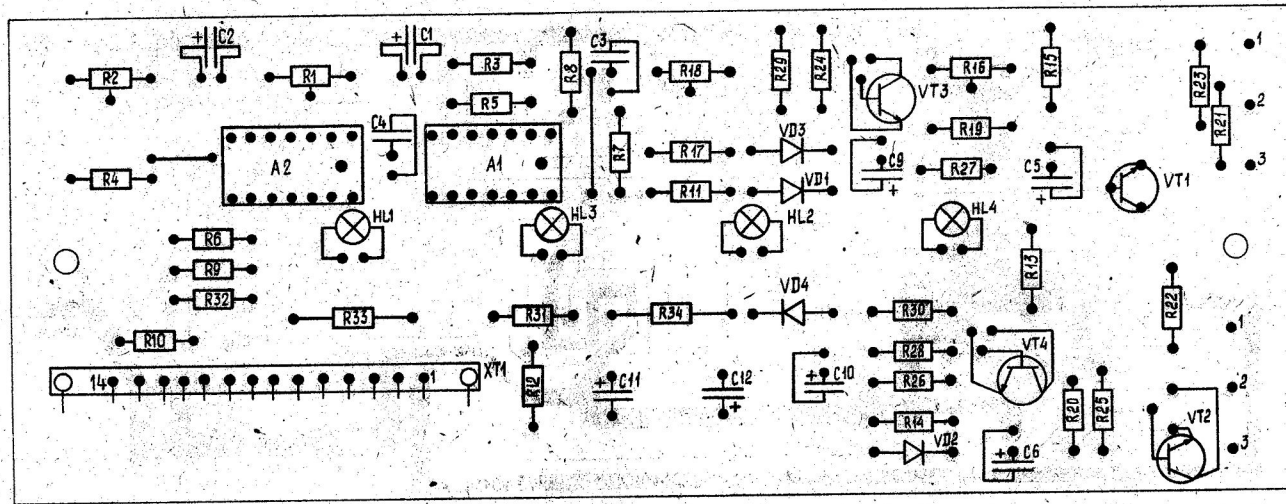 + C2
+ C1
C3
R2
R1
R3
R8
R18
R29
R24
VT3
R16
R15
R23
1
R5
2
R21
C4
A2
A1
R7
R17
VD3
R19
C9
+
R4
R11
VD1
R27
C5
+
VT1
3
HL1
HL3
HL2
HL4
R6
R9
R32
R13
R33
R31
R34
VD4
R30
R22
1
R10
R28
VT4
14
1
XT1
R12
+ C11
C12
+
+ C10
R26
R20
R25
2
R14
VD2
+ C6
VT2
3